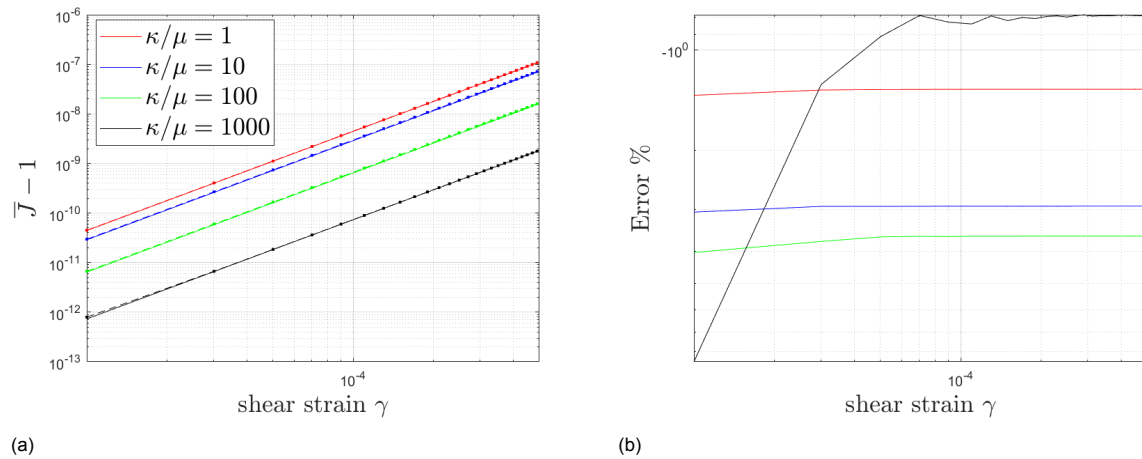 10^-6
10^-7
10^-8
10^-9
10^-10
10^-11
10^-12
10^-13
J̅ − 1
κ/μ = 1
κ/μ = 10
κ/μ = 100
κ/μ = 1000
10^-4
shear strain γ
(a)
-10^0
Error %
10^-4
shear strain γ
(b)